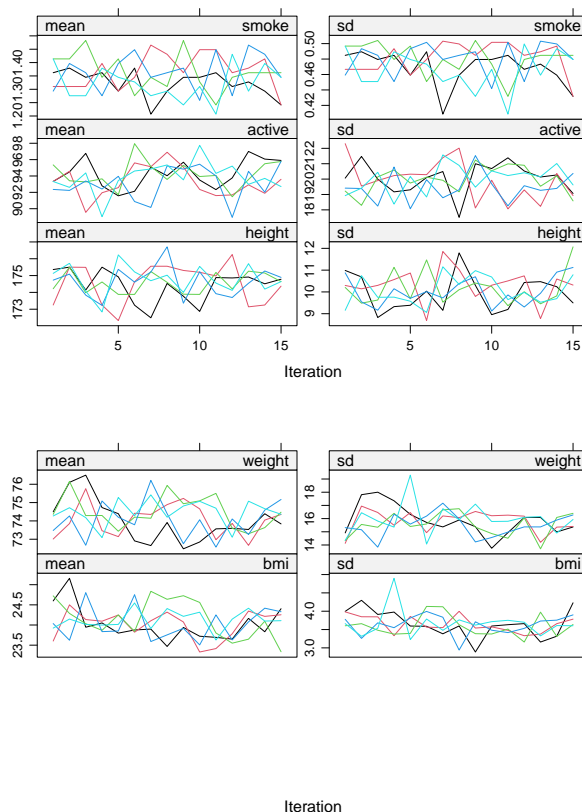 mean smoke sd smoke
1.20 1.30 1.40 0.42 0.46 0.50
mean active sd active
90 92 94 96 98 18 19 20 21 22
mean height sd height
173 175 9 10 11 12
5 10 15 5 10 15
Iteration
mean weight sd weight
73 74 75 76 14 16 18
mean bmi sd bmi
23.5 24.5 3.0 4.0
Iteration